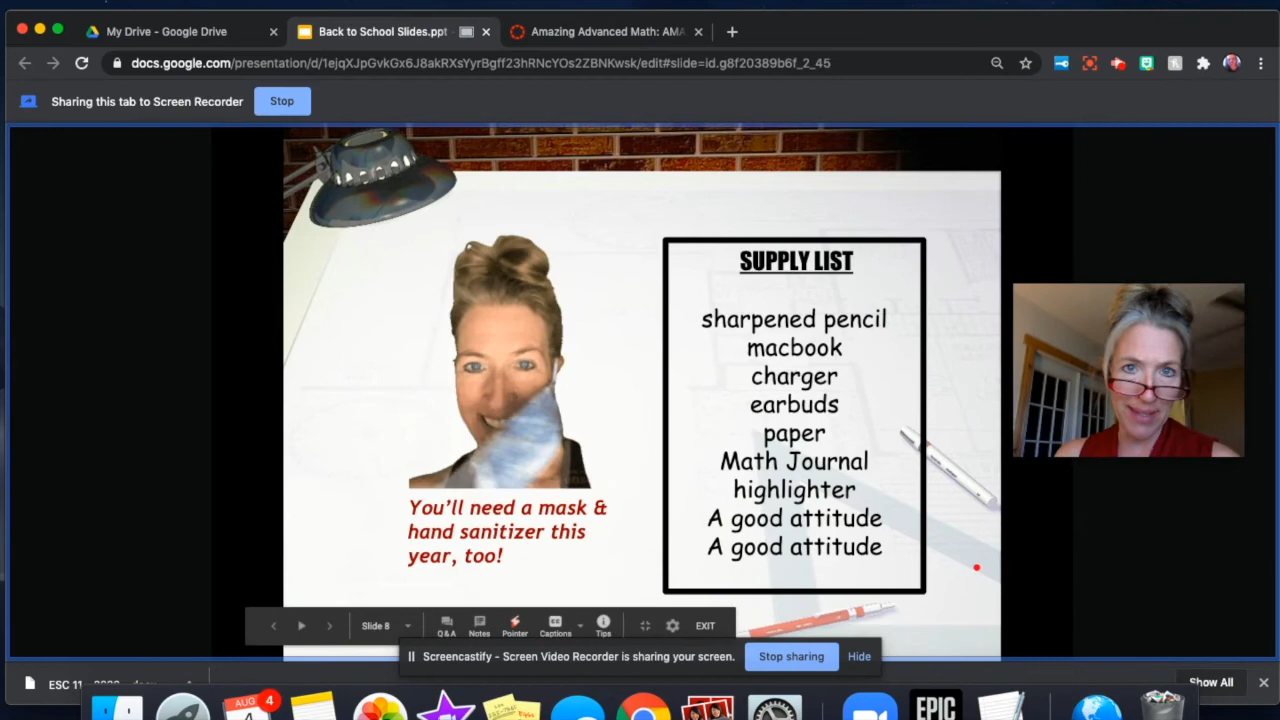 My Drive - Google Drive
Back to School Slides.ppt -
Amazing Advanced Math: AMA
docs.google.com/presentation/d/1ejqXJpGvkGx6J8akRXsYyrBgff23hRNcYOs2ZBNKwsk/edit#slide=id.g8f20389b6f_2_45
Sharing this tab to Screen Recorder
Stop
SUPPLY LIST
sharpened pencil
macbook
charger
earbuds
paper
Math Journal
highlighter
A good attitude
A good attitude
You'll need a mask &
hand sanitizer this
year, too!
Slide 8
Q&A
Notes
Pointer
Captions
Tips
EXIT
Screencastify - Screen Video Recorder is sharing your screen.
Stop sharing
Hide
ESC 11
Show All
AUG
4
EPIC